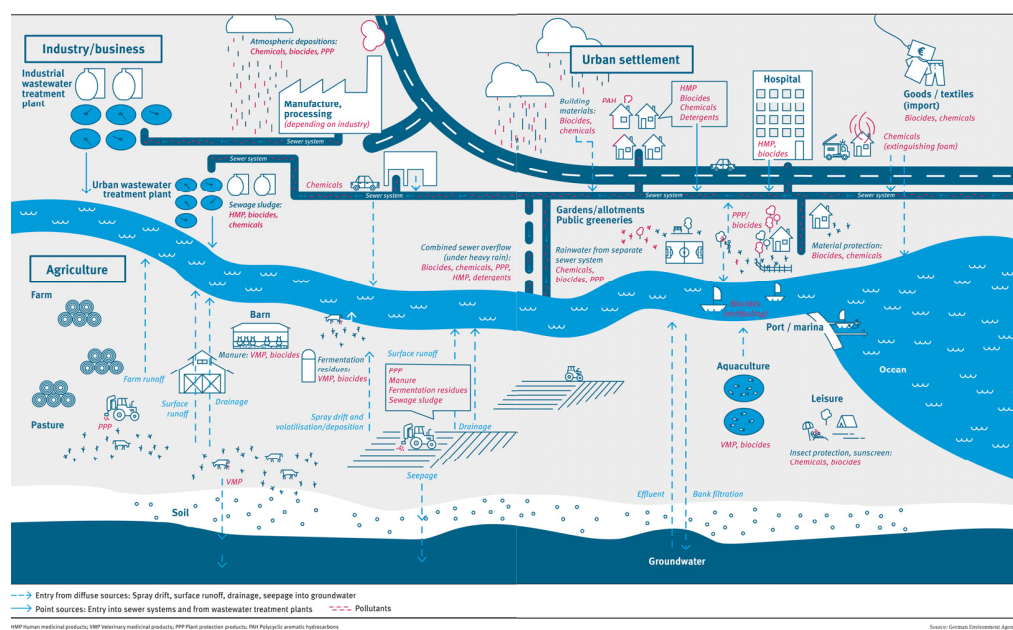 Industry/business
Industrial
wastewater
treatment
plant
Atmospheric depositions:
Chemicals, biocides, PPP
Manufacture,
processing
(depending on industry)
Sewer system
Sewer system
Urban wastewater
treatment plant
Sewage sludge:
HMP, biocides,
chemicals
Chemicals
Sewer system
Urban settlement
Building
materials:
Biocides,
chemicals
PAH
HMP
Biocides
Chemicals
Detergents
Hospital
HMP,
biocides
Goods / textiles
(import)
Biocides, chemicals
Chemicals
(extinguishing foam)
Sewer system
Sewer system
Gardens/allotments
Public greeneries
PPP/
biocides
Material protection:
Biocides, chemicals
Combined sewer overflow
(under heavy rain):
Biocides, chemicals, PPP,
HMP, detergents
Rainwater from separate
sewer system
Chemicals,
biocides, PPP
Biocides
(antifouling)
Port / marina
Ocean
Agriculture
Farm
Barn
Manure: VMP, biocides
Fermentation
residues:
VMP, biocides
Surface runoff
PPP
Manure
Fermentation residues
Sewage sludge
Farm runoff
Surface
runoff
Drainage
Spray drift and
volatilisation/deposition
Drainage
Pasture
PPP
VMP
Seepage
Aquaculture
VMP, biocides
Leisure
Insect protection, sunscreen:
Chemicals, biocides
Effluent
Bank filtration
Soil
Groundwater
Entry from diffuse sources: Spray drift, surface runoff, drainage, seepage into groundwater
Point sources: Entry into sewer systems and from wastewater treatment plants
Pollutants
HMP Human medicinal products; VMP Veterinary medicinal products; PPP Plant protection products; PAH Polycyclic aromatic hydrocarbons
Source: German Environment Agen